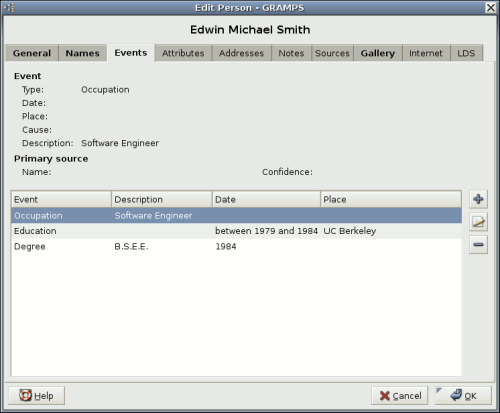 Edit Person - GRAMPS
Edwin Michael Smith
General Names Events Attributes Addresses Notes Sources Gallery Internet LDS
Event
Type: Occupation
Date:
Place:
Cause:
Description: Software Engineer
Primary source
Name: Confidence:
Event Description Date Place
Occupation Software Engineer
Education between 1979 and 1984 UC Berkeley
Degree B.S.E.E. 1984
Help Cancel OK